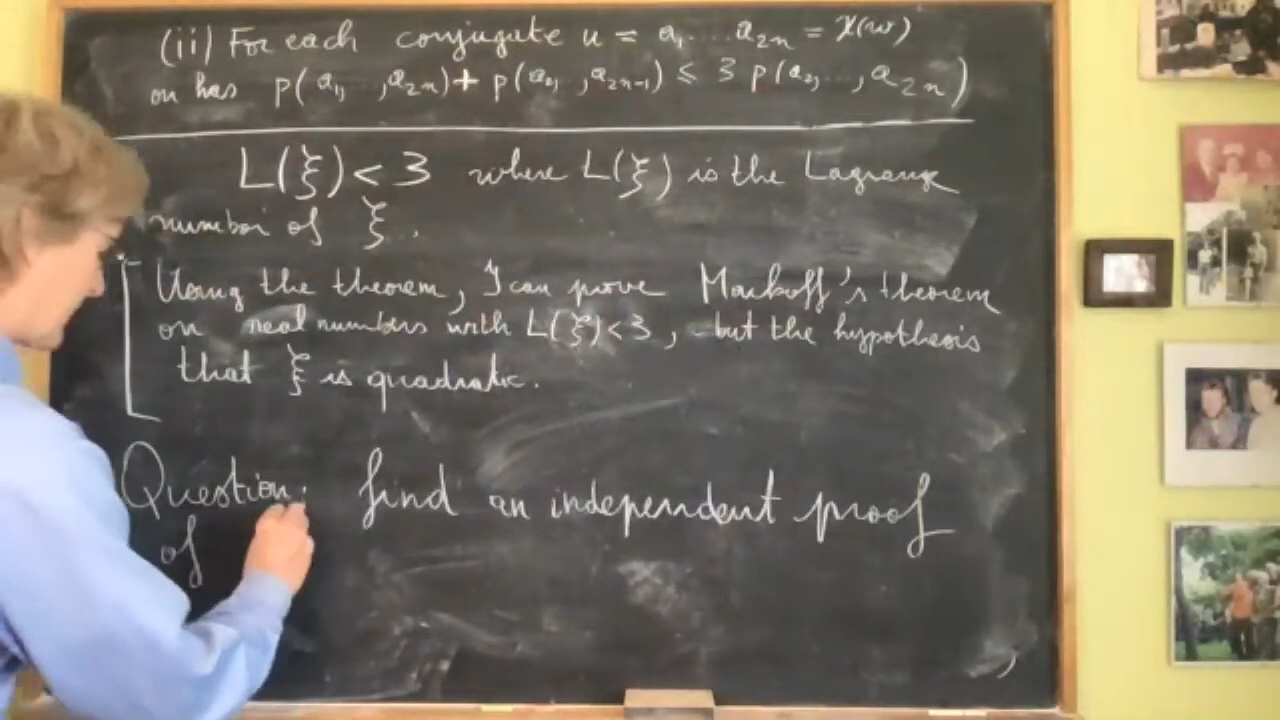 (ii) For each conjugate u = a₁ ... a₂ₙ = χ(w)
on has p(a₁, , a₂ₙ) + p(a₂, , a₂ₙ₋₁) ⩽ 3 p(a₂, ..., a₂ₙ)
L(ξ) < 3 where L(ξ) is the Lagrange
number of ξ.
Using the theorem, I can prove Markoff's theorem
on real numbers with L(ξ) < 3, but the hypothesis
that ξ is quadratic.
Question: find an independent proof
of